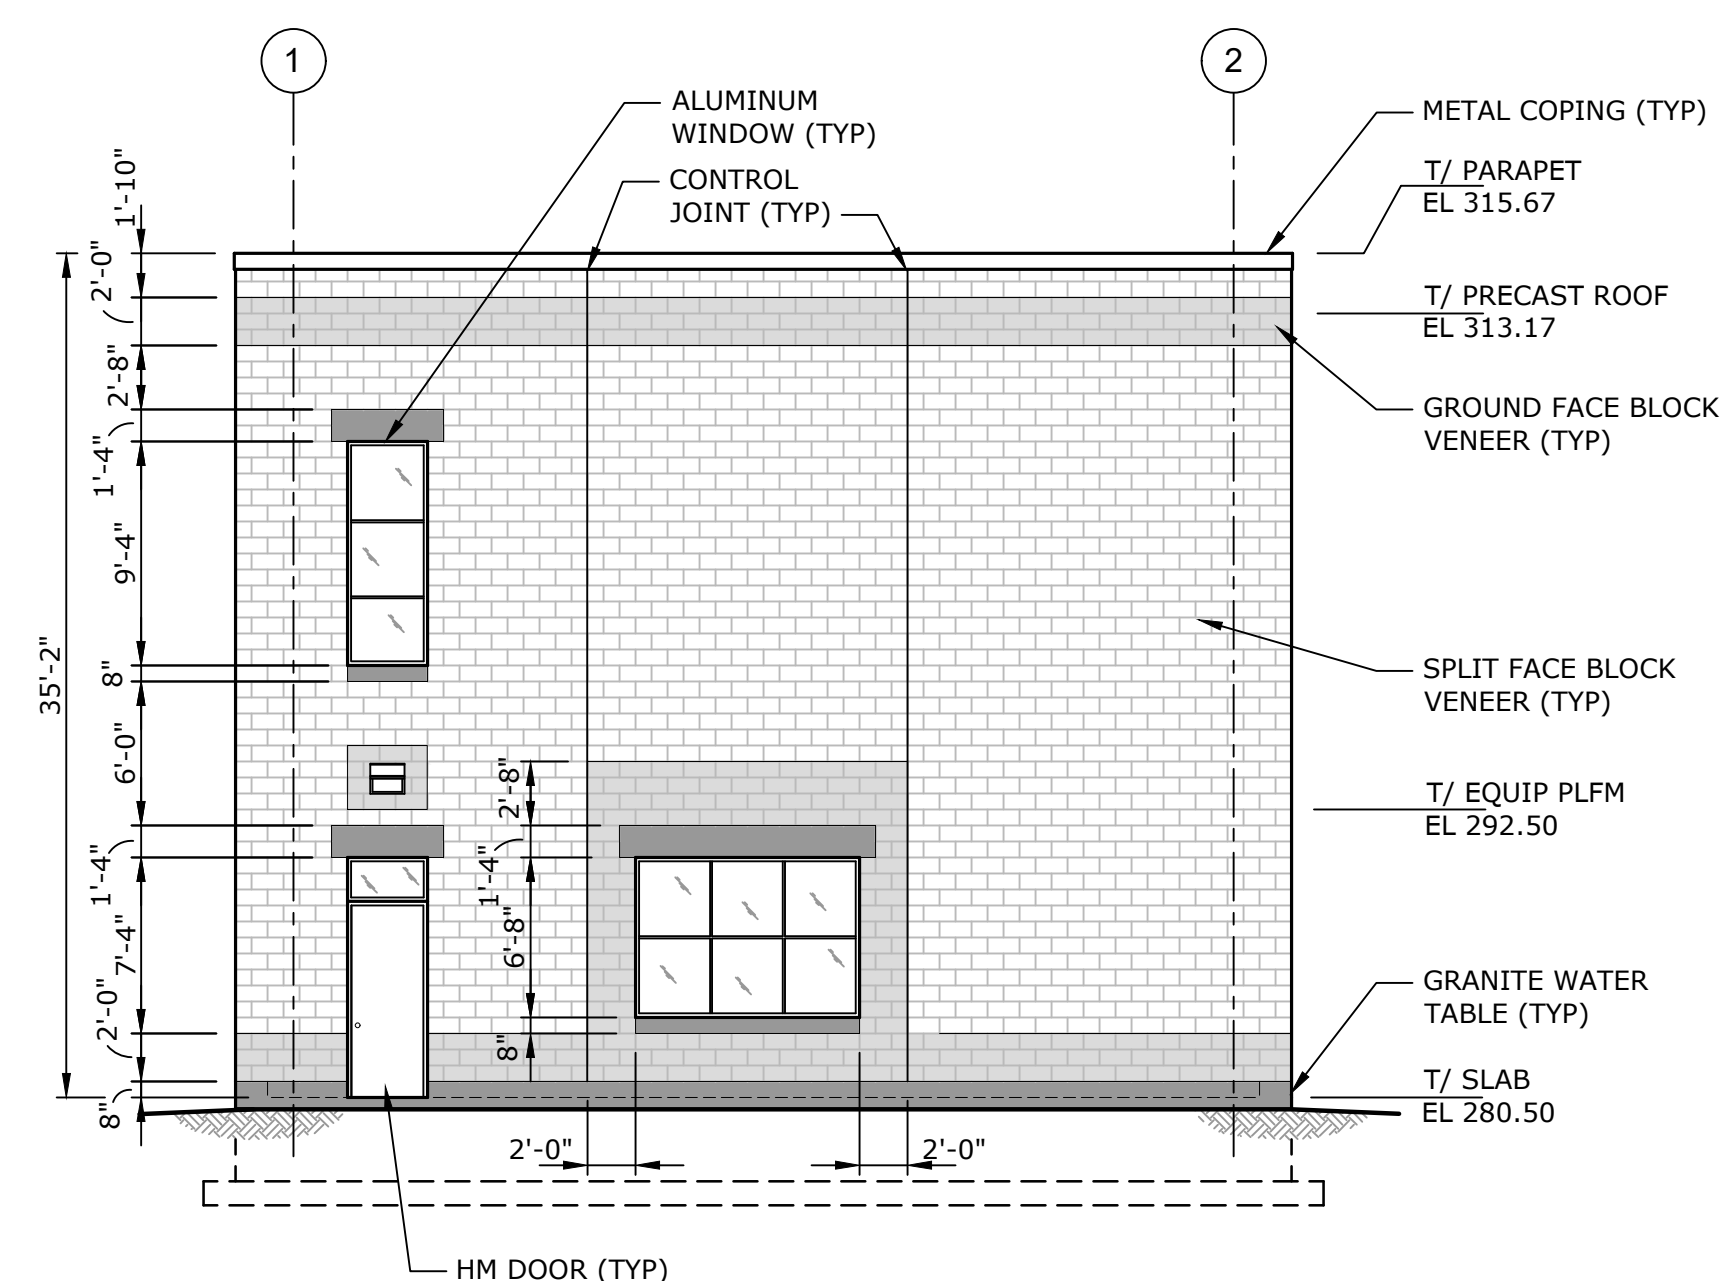 1
2
ALUMINUM
WINDOW (TYP)
CONTROL
JOINT (TYP)
METAL COPING (TYP)
T/ PARAPET
EL 315.67
T/ PRECAST ROOF
EL 313.17
GROUND FACE BLOCK
VENEER (TYP)
SPLIT FACE BLOCK
VENEER (TYP)
T/ EQUIP PLFM
EL 292.50
GRANITE WATER
TABLE (TYP)
T/ SLAB
EL 280.50
HM DOOR (TYP)
35'-2"
1'-10"
2'-0"
2'-8"
1'-4"
9'-4"
8"
6'-0"
1'-4"
7'-4"
2'-0"
8"
2'-8"
1'-4"
6'-8"
8"
2'-0"
2'-0"